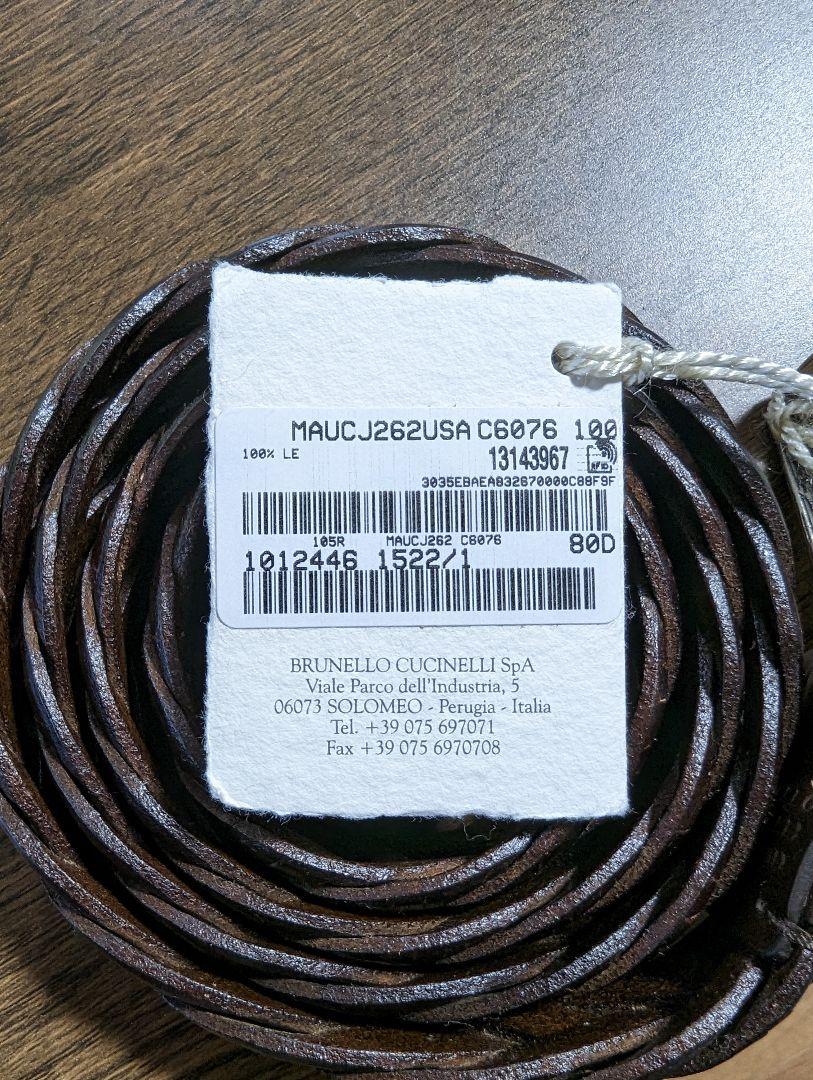 MAUCJ262USA C6076 100
100% LE
13143967
RFID
3035EBAEA832670000C88F9F
105R MAUCJ262 C6076 80D
1012446 1522/1
BRUNELLO CUCINELLI SpA
Viale Parco dell'Industria, 5
06073 SOLOMEO - Perugia - Italia
Tel. +39 075 697071
Fax +39 075 6970708